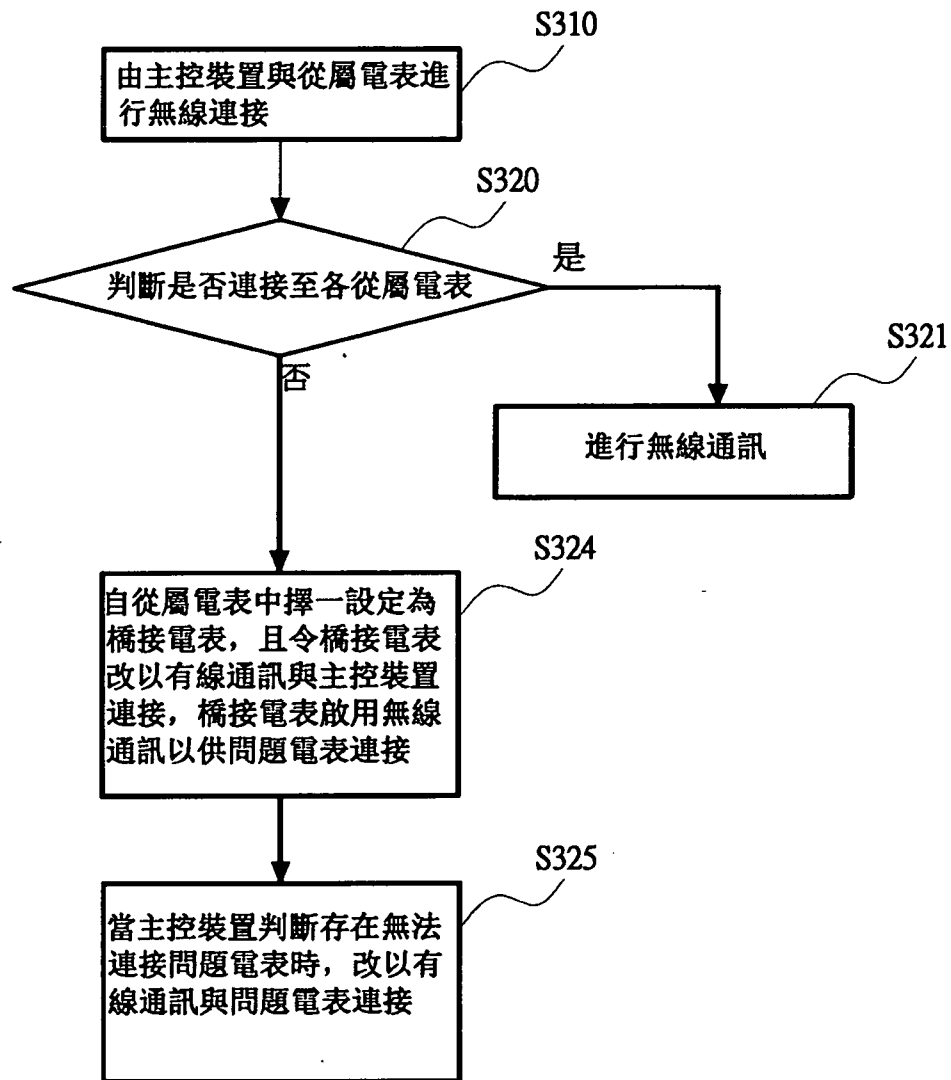 S310
由主控裝置與從屬電表進
行無線連接
S320
判斷是否連接至各從屬電表
是
否
S321
進行無線通訊
S324
自從屬電表中擇一設定為
橋接電表，且令橋接電表
改以有線通訊與主控裝置
連接，橋接電表啟用無線
通訊以供問題電表連接
S325
當主控裝置判斷存在無法
連接問題電表時，改以有
線通訊與問題電表連接